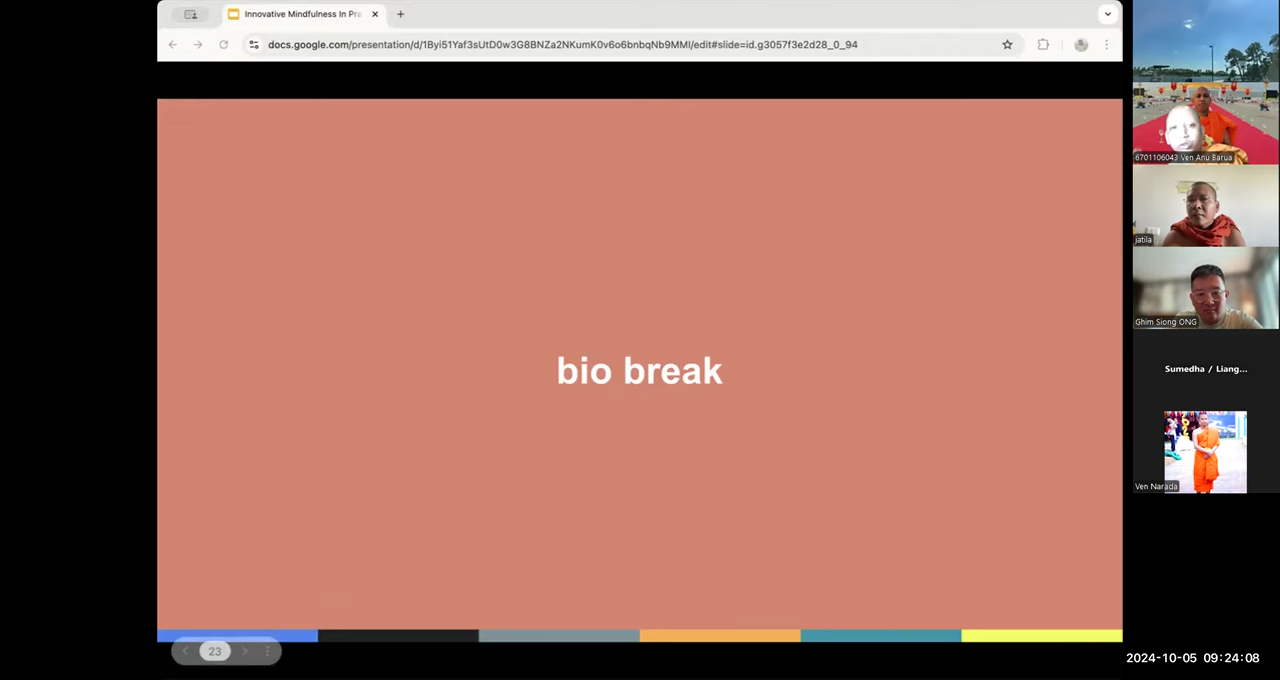 Innovative Mindfulness In Pra
docs.google.com/presentation/d/1Byi51Yaf3sUtD0w3G8BNZa2NKumK0v6o6bnbqNb9MMI/edit#slide=id.g3057f3e2d28_0_94
bio break
23
6701106043 Ven Anu Barua
jatila
Ghim Siong ONG
Sumedha / Liang...
Ven Narada
2024-10-05 09:24:08